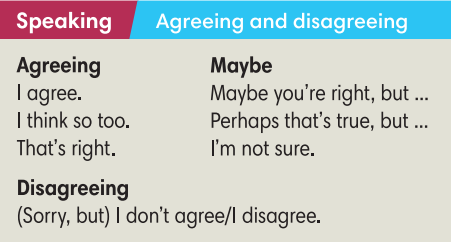 Speaking Agreeing and disagreeing
Agreeing
I agree.
I think so too.
That's right.
Maybe
Maybe you're right, but ...
Perhaps that's true, but ...
I'm not sure.
Disagreeing
(Sorry, but) I don't agree/I disagree.